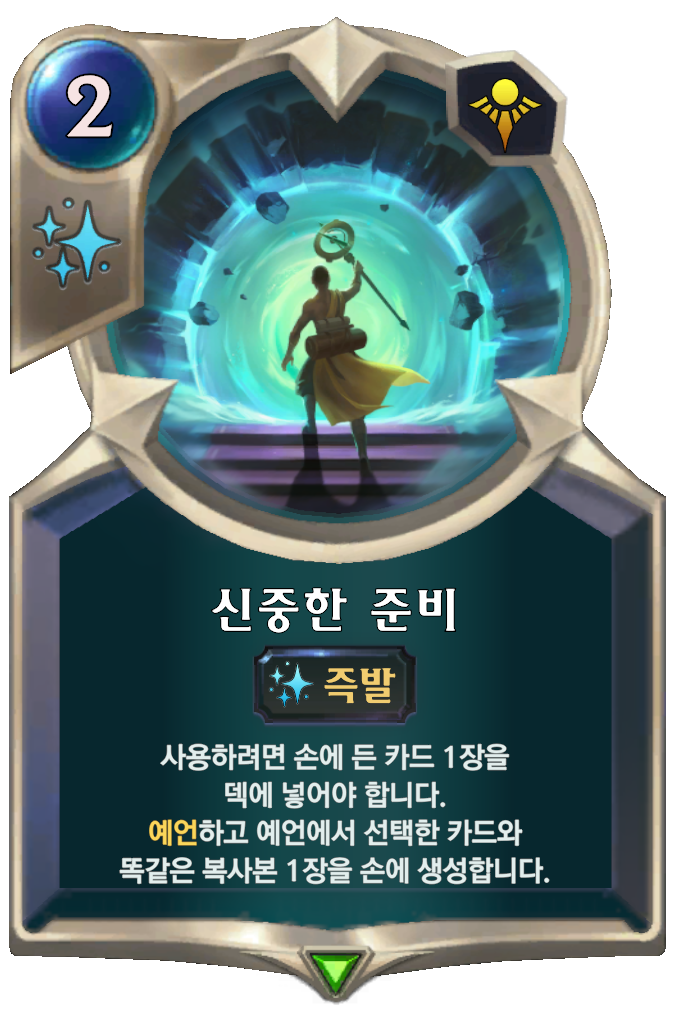 2
신중한 준비
즉발
사용하려면 손에 든 카드 1장을
덱에 넣어야 합니다.
예언하고 예언에서 선택한 카드와
똑같은 복사본 1장을 손에 생성합니다.